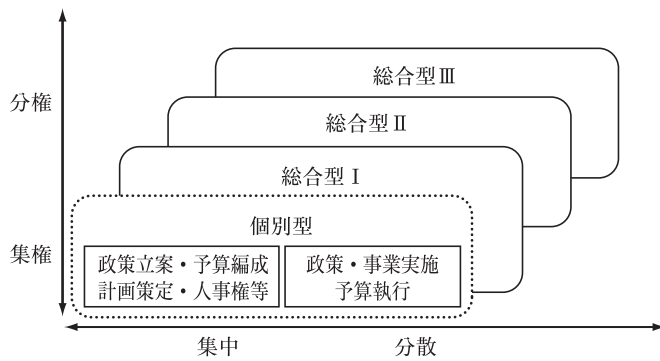 総合型Ⅲ
分権
総合型Ⅱ
総合型Ⅰ
個別型
集権
政策立案・予算編成
計画策定・人事権等
政策・事業実施
予算執行
集中
分散